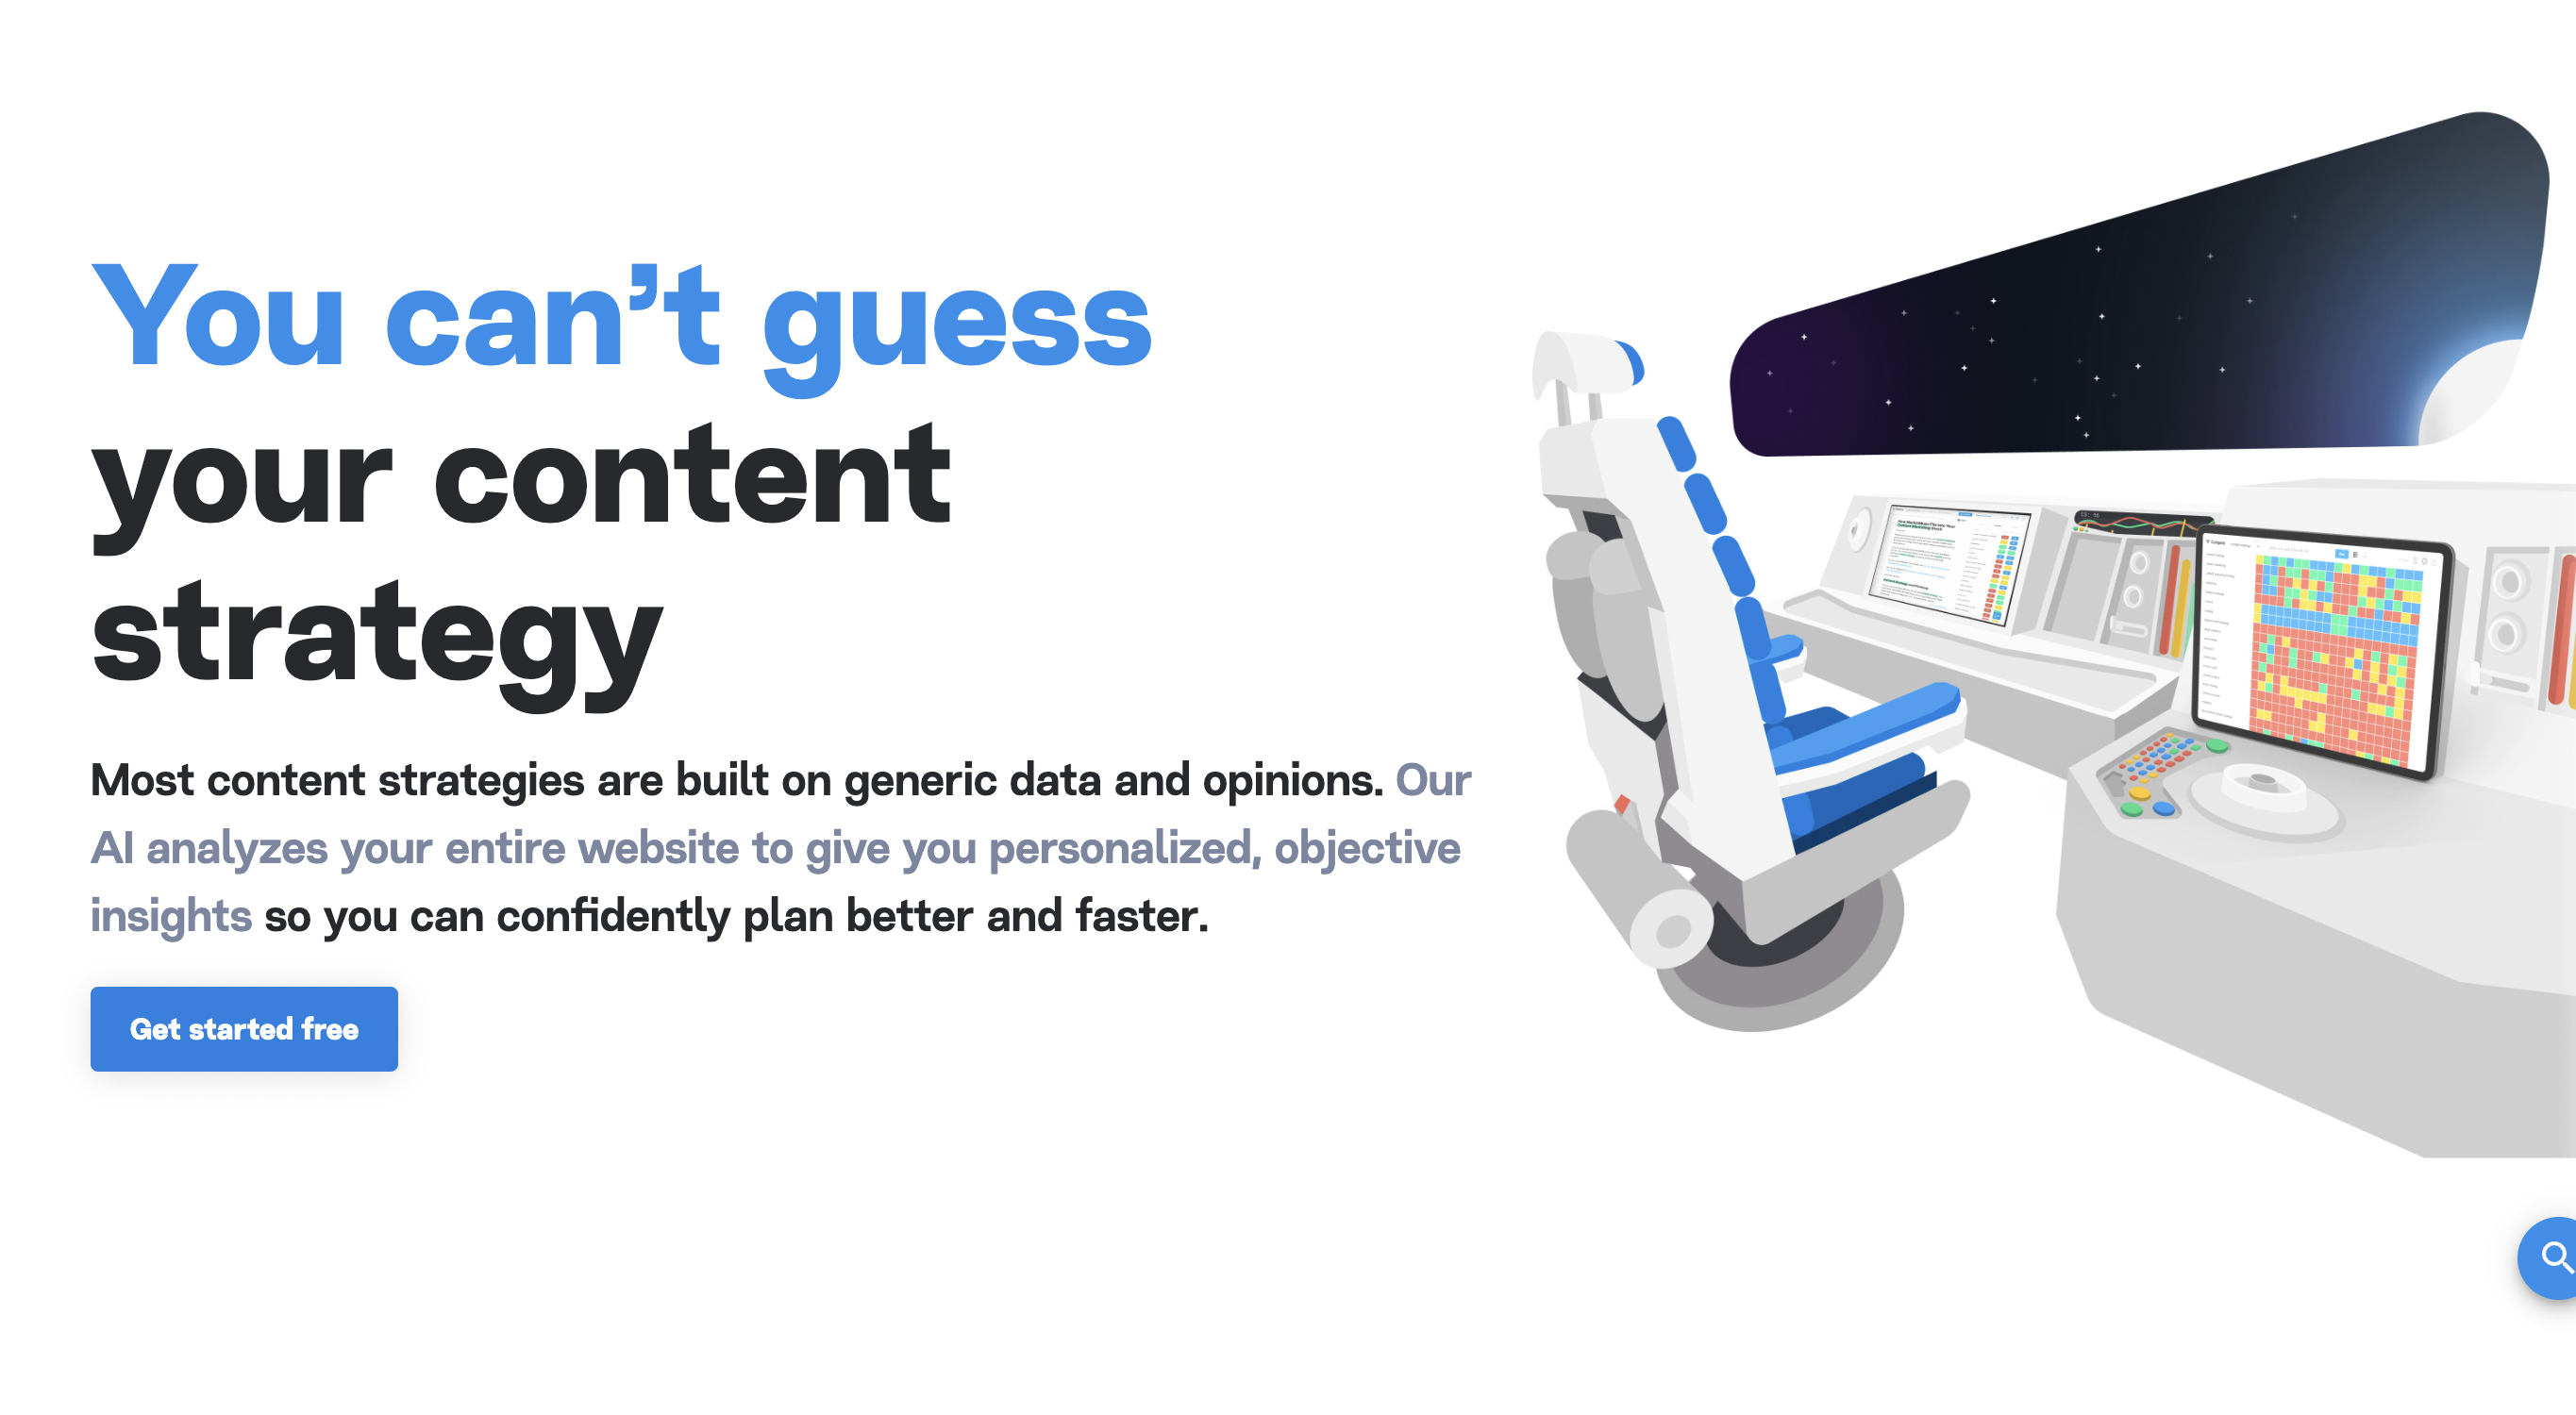 You can’t guess
your content
strategy
Most content strategies are built on generic data and opinions. Our
AI analyzes your entire website to give you personalized, objective
insights so you can confidently plan better and faster.
Get started free